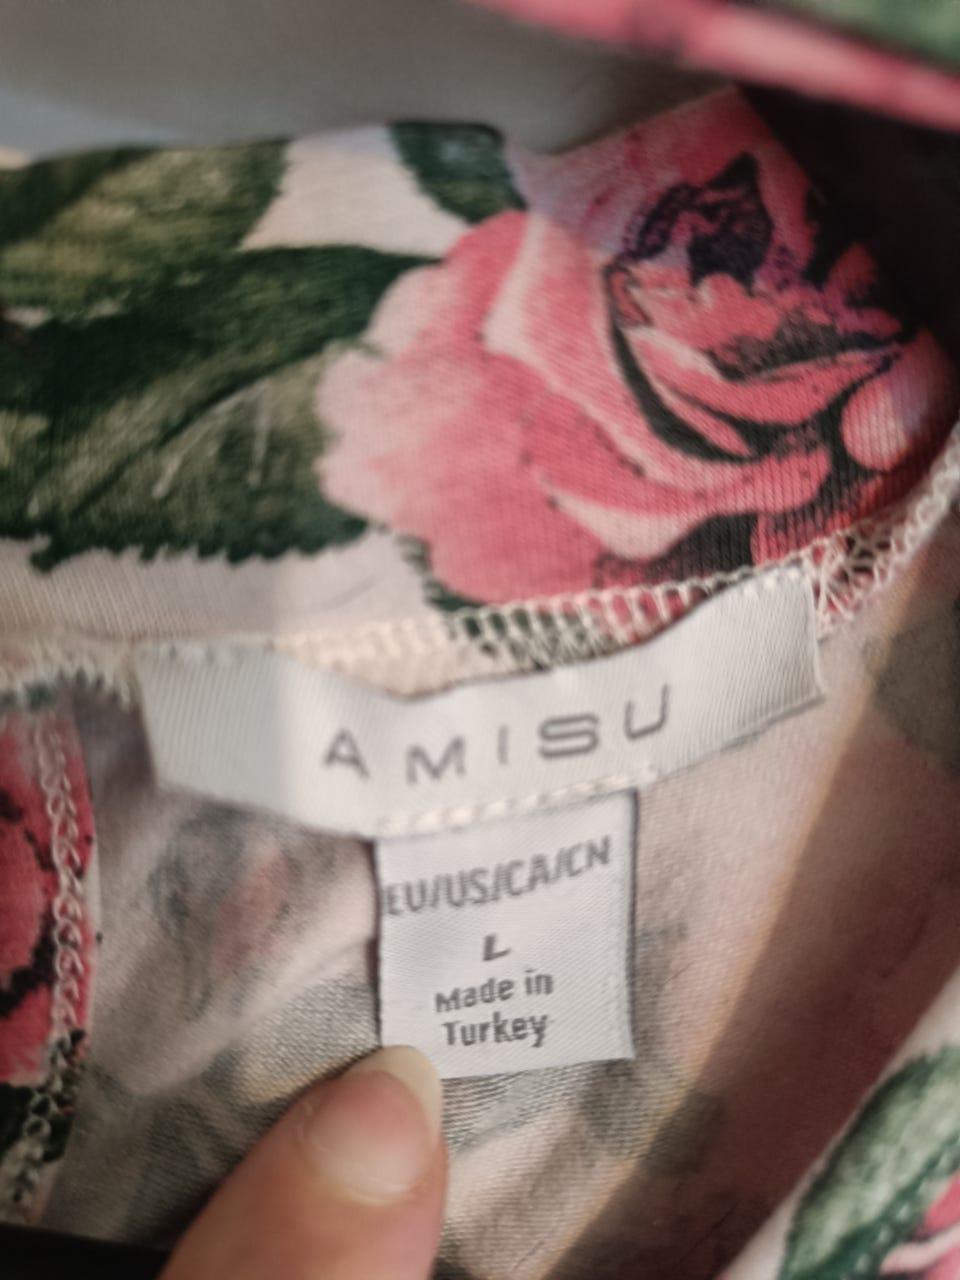 AMISU
EU/US/CA/CN
L
Made in
Turkey